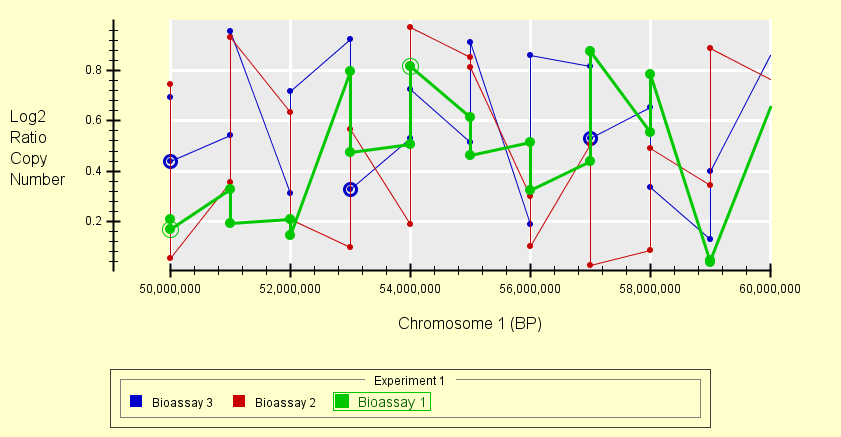 Log2
Ratio
Copy
Number
0.8
0.6
0.4
0.2
50,000,000 52,000,000 54,000,000 56,000,000 58,000,000 60,000,000
Chromosome 1 (BP)
Experiment 1
Bioassay 3 Bioassay 2 Bioassay 1